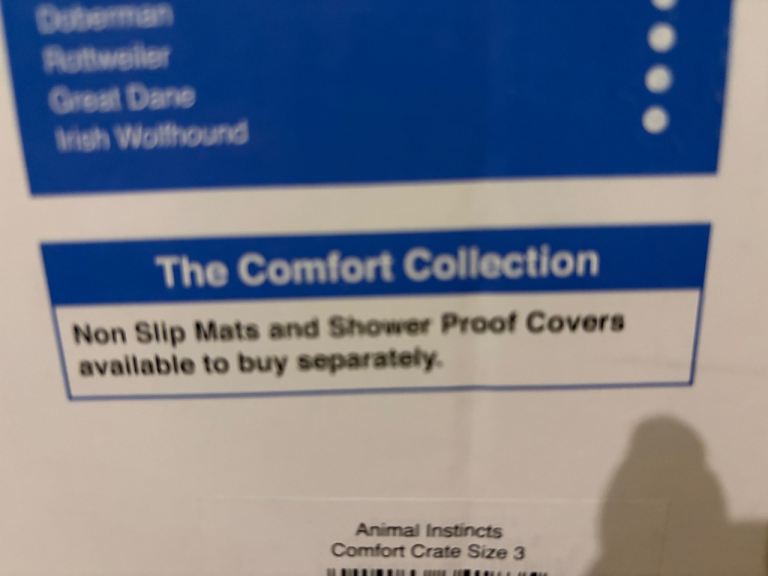 Doberman
Rottweiler
Great Dane
Irish Wolfhound
The Comfort Collection
Non Slip Mats and Shower Proof Covers
available to buy separately.
Animal Instincts
Comfort Crate Size 3